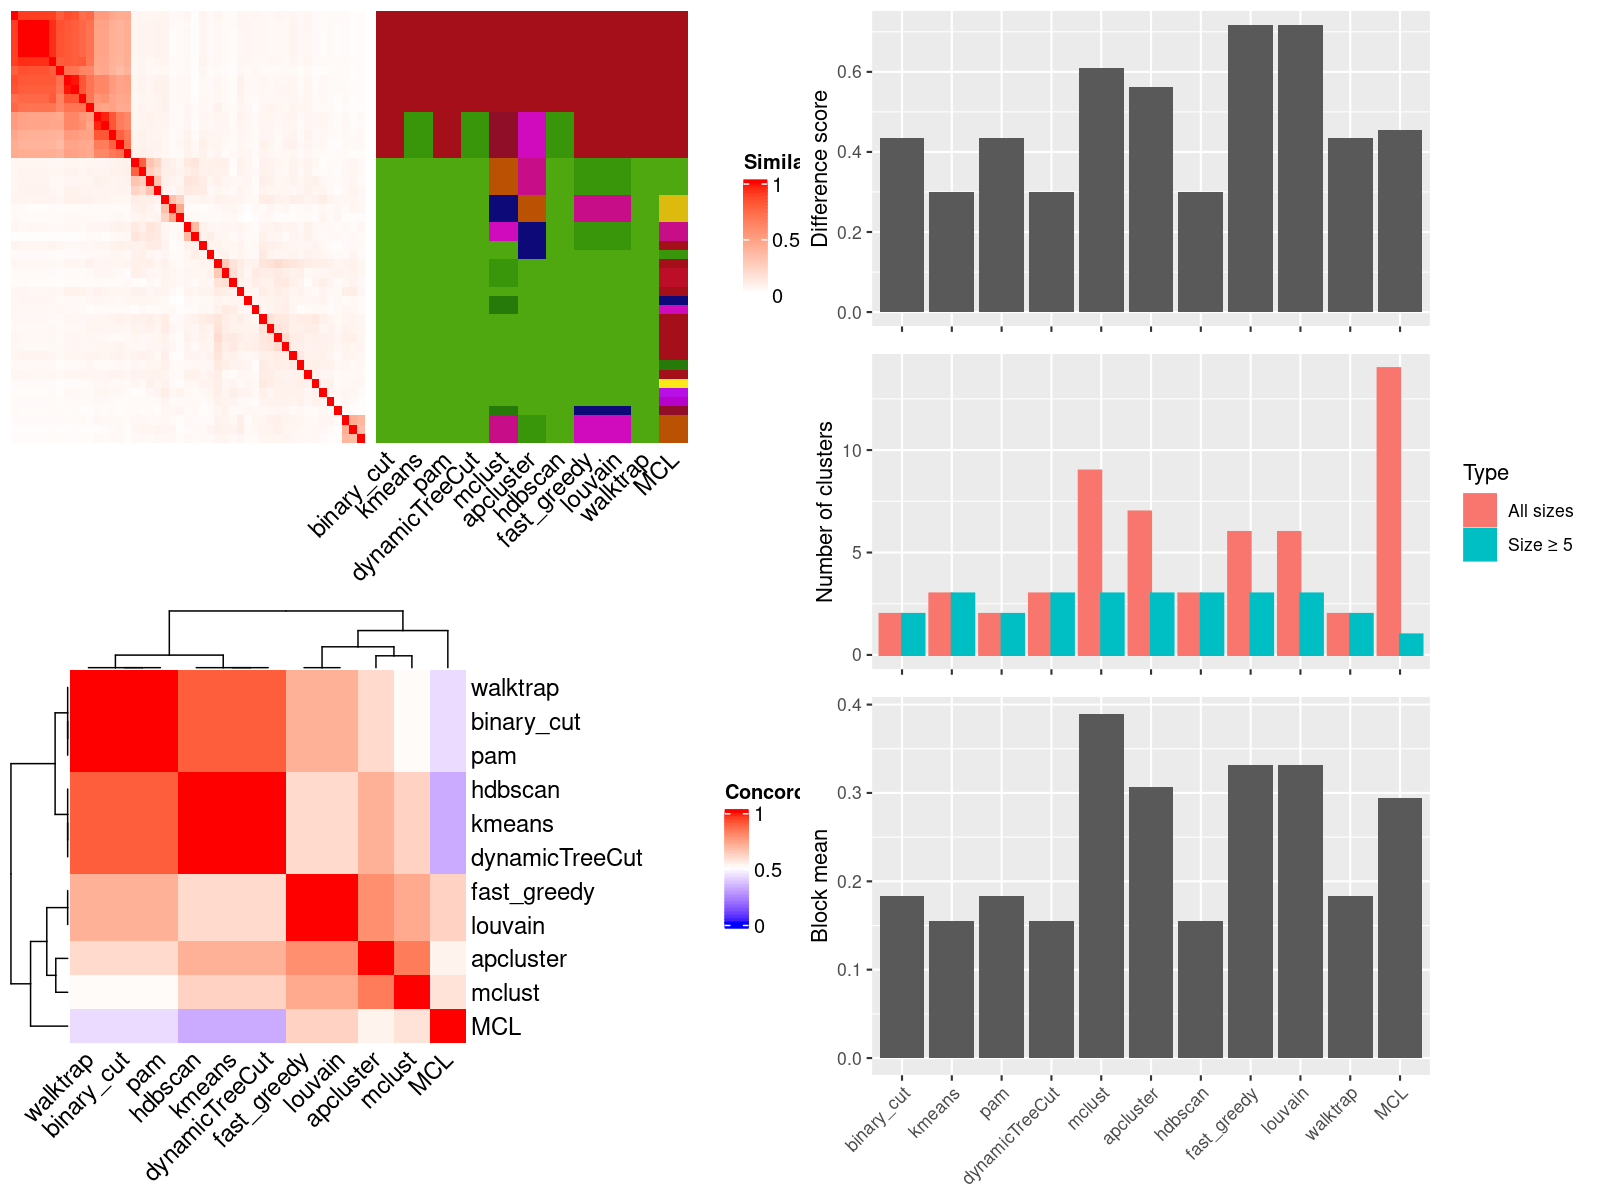 Simila
1
0.5
0
binary_cut
kmeans
pam
dynamicTreeCut
mclust
apcluster
hdbscan
fast_greedy
louvain
walktrap
MCL
walktrap
binary_cut
pam
hdbscan
kmeans
dynamicTreeCut
fast_greedy
louvain
apcluster
mclust
MCL
Concord
1
0.5
0
walktrap
binary_cut
pam
hdbscan
kmeans
dynamicTreeCut
fast_greedy
louvain
apcluster
mclust
MCL
Difference score
0.6
0.4
0.2
0.0
Number of clusters
10
5
0
Type
All sizes
Size ≥ 5
Block mean
0.4
0.3
0.2
0.1
0.0
binary_cut
kmeans
pam
dynamicTreeCut
mclust
apcluster
hdbscan
fast_greedy
louvain
walktrap
MCL